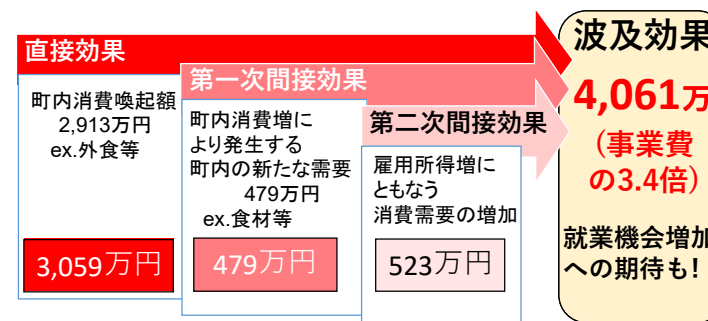 直接効果
町内消費喚起額
2,913万円
ex.外食等
3,059万円
第一次間接効果
町内消費増に
より発生する
町内の新たな需要
479万円
ex.食材等
479万円
第二次間接効果
雇用所得増に
ともなう
消費需要の増加
523万円
波及効果
4,061万
（事業費
の3.4倍）
就業機会増加
への期待も！